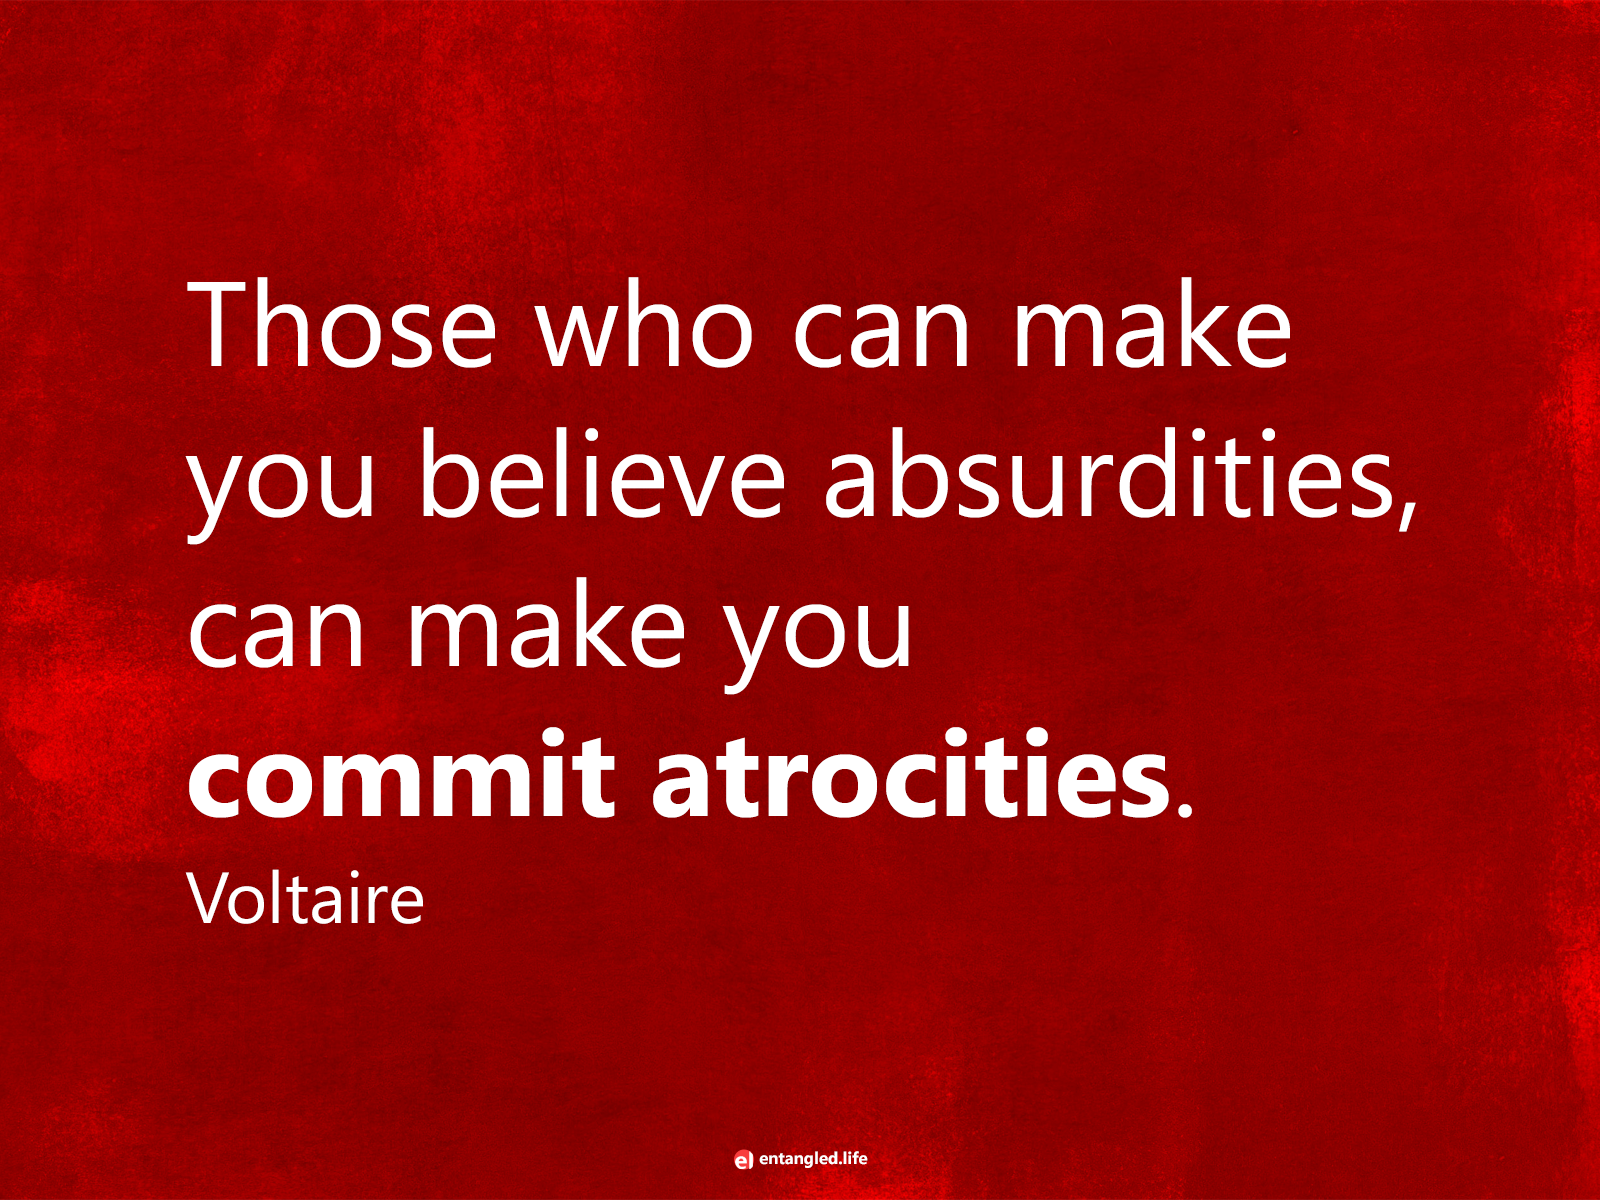 Those who can make
you believe absurdities,
can make you
commit atrocities.
Voltaire
e entangled.life